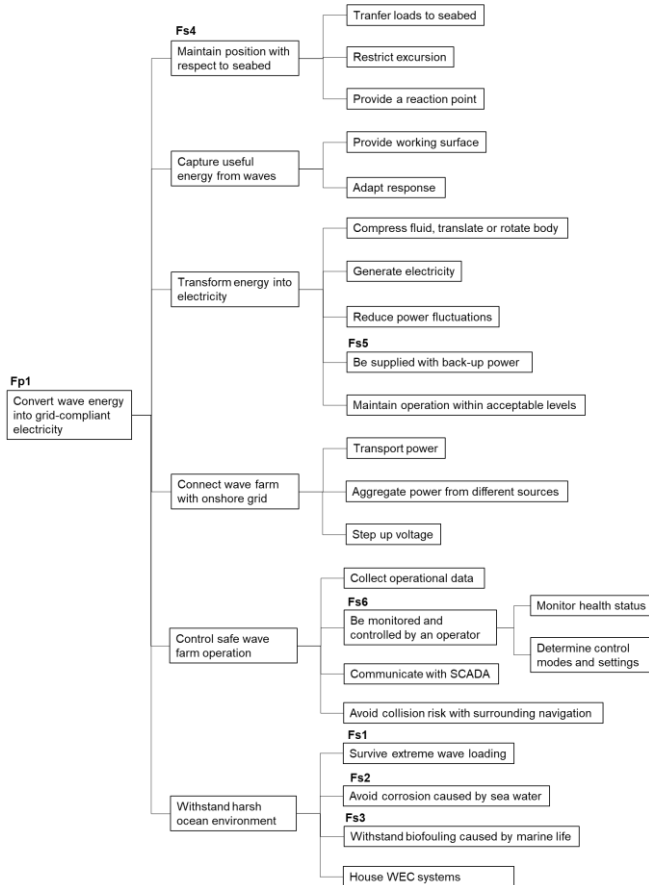 Fp1
Convert wave energy
into grid-compliant
electricity
Fs4
Maintain position with
respect to seabed
Tranfer loads to seabed
Restrict excursion
Provide a reaction point
Capture useful
energy from waves
Provide working surface
Adapt response
Transform energy into
electricity
Compress fluid, translate or rotate body
Generate electricity
Reduce power fluctuations
Fs5
Be supplied with back-up power
Maintain operation within acceptable levels
Connect wave farm
with onshore grid
Transport power
Aggregate power from different sources
Step up voltage
Control safe wave
farm operation
Collect operational data
Fs6
Be monitored and
controlled by an operator
Monitor health status
Determine control
modes and settings
Communicate with SCADA
Avoid collision risk with surrounding navigation
Withstand harsh
ocean environment
Fs1
Survive extreme wave loading
Fs2
Avoid corrosion caused by sea water
Fs3
Withstand biofouling caused by marine life
House WEC systems